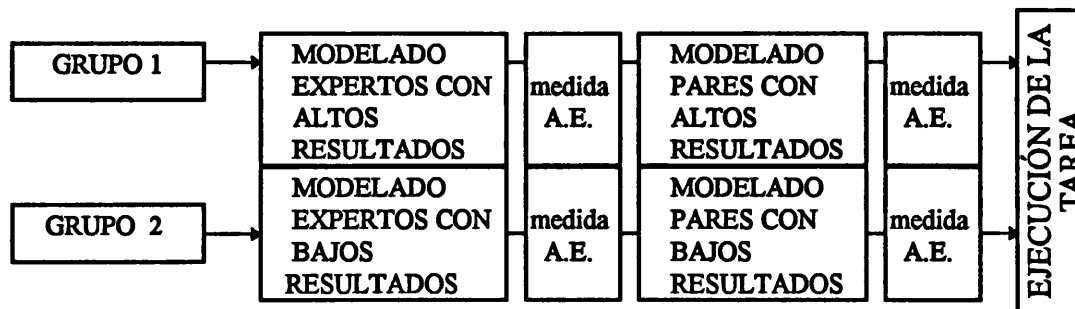 GRUPO 1
MODELADO
EXPERTOS CON
ALTOS
RESULTADOS
medida
A.E.
MODELADO
PARES CON
ALTOS
RESULTADOS
medida
A.E.
GRUPO 2
MODELADO
EXPERTOS CON
BAJOS
RESULTADOS
medida
A.E.
MODELADO
PARES CON
BAJOS
RESULTADOS
medida
A.E.
EJECUCIÓN DE LA
TAREA